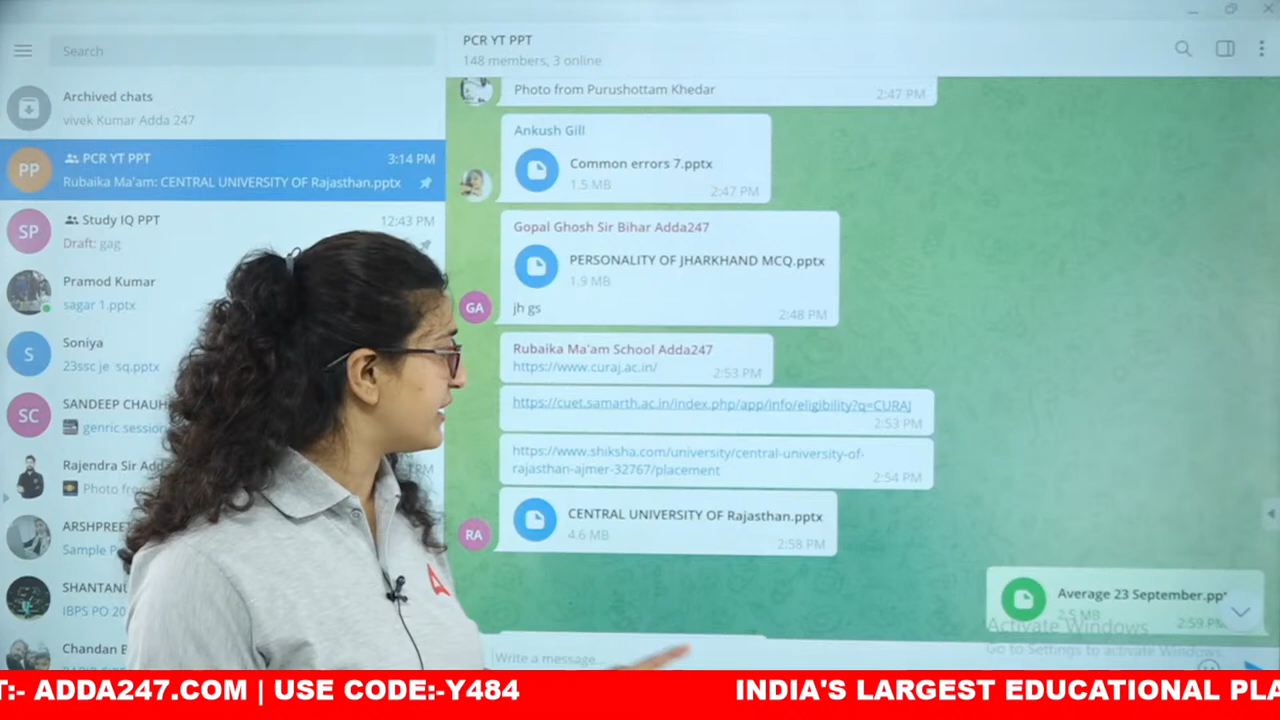 Search
Archived chats
vivek Kumar Adda 247
PP
PCR YT PPT
3:14 PM
Rubaika Ma'am: CENTRAL UNIVERSITY OF Rajasthan.pptx
SP
Study IQ PPT
12:43 PM
Draft: gag
Pramod Kumar
sagar 1.pptx
S
Soniya
23ssc je sq.pptx
SC
SANDEEP CHAUH
genric session
Rajendra Sir Adda
Photo fro
ARSHPREET
Sample P
SHANTANU
IBPS PO 20
Chandan B
PCR YT PPT
148 members, 3 online
Photo from Purushottam Khedar
2:47 PM
Ankush Gill
Common errors 7.pptx
1.5 MB
2:47 PM
Gopal Ghosh Sir Bihar Adda247
PERSONALITY OF JHARKHAND MCQ.pptx
1.9 MB
GA
jh gs
2:48 PM
Rubaika Ma'am School Adda247
https://www.curaj.ac.in/
2:53 PM
https://cuet.samarth.ac.in/index.php/app/info/eligibility?q=CURAJ
2:53 PM
https://www.shiksha.com/university/central-university-of-
rajasthan-ajmer-32767/placement
2:54 PM
RA
CENTRAL UNIVERSITY OF Rajasthan.pptx
4.6 MB
2:58 PM
Average 23 September.pp
2.5 MB
2:59 PM
Activate Windows
Go to Settings to activate Windows.
Write a message...
T:- ADDA247.COM | USE CODE:-Y484
INDIA'S LARGEST EDUCATIONAL PLA